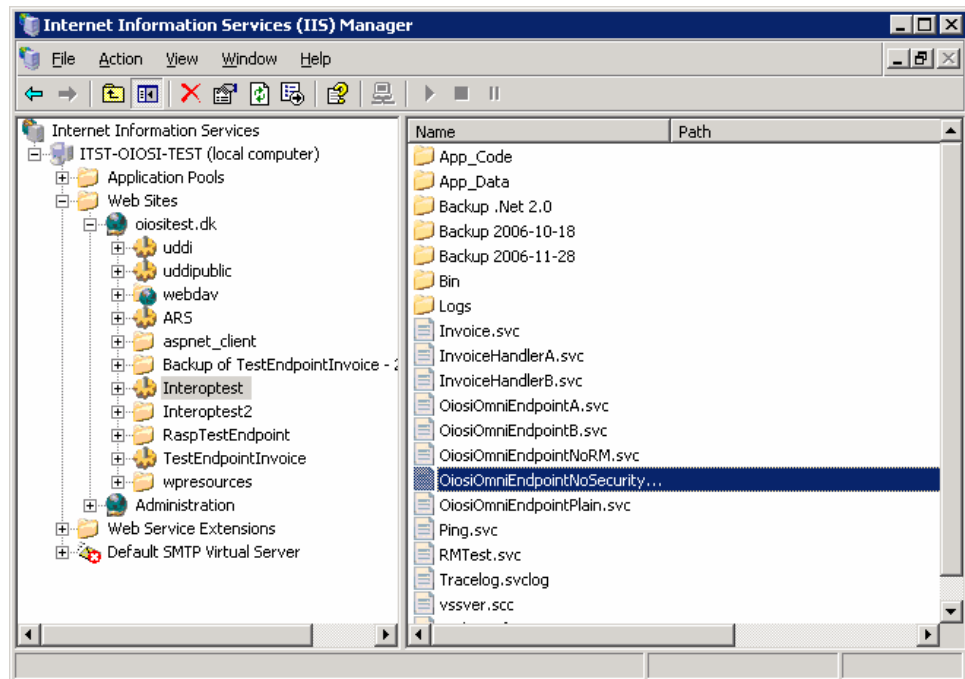 Internet Information Services (IIS) Manager
File Action View Window Help
Internet Information Services
ITST-OIOSI-TEST (local computer)
Application Pools
Web Sites
oiositest.dk
uddi
uddipublic
webdav
ARS
aspnet_client
Backup of TestEndpointInvoice -
Interoptest
Interoptest2
RaspTestEndpoint
TestEndpointInvoice
wpresources
Administration
Web Service Extensions
Default SMTP Virtual Server
Name Path
App_Code
App_Data
Backup .Net 2.0
Backup 2006-10-18
Backup 2006-11-28
Bin
Logs
Invoice.svc
InvoiceHandlerA.svc
InvoiceHandlerB.svc
OiosiOmniEndpointA.svc
OiosiOmniEndpointB.svc
OiosiOmniEndpointNoRM.svc
OiosiOmniEndpointNoSecurity...
OiosiOmniEndpointPlain.svc
Ping.svc
RMTest.svc
Tracelog.svclog
vssver.scc